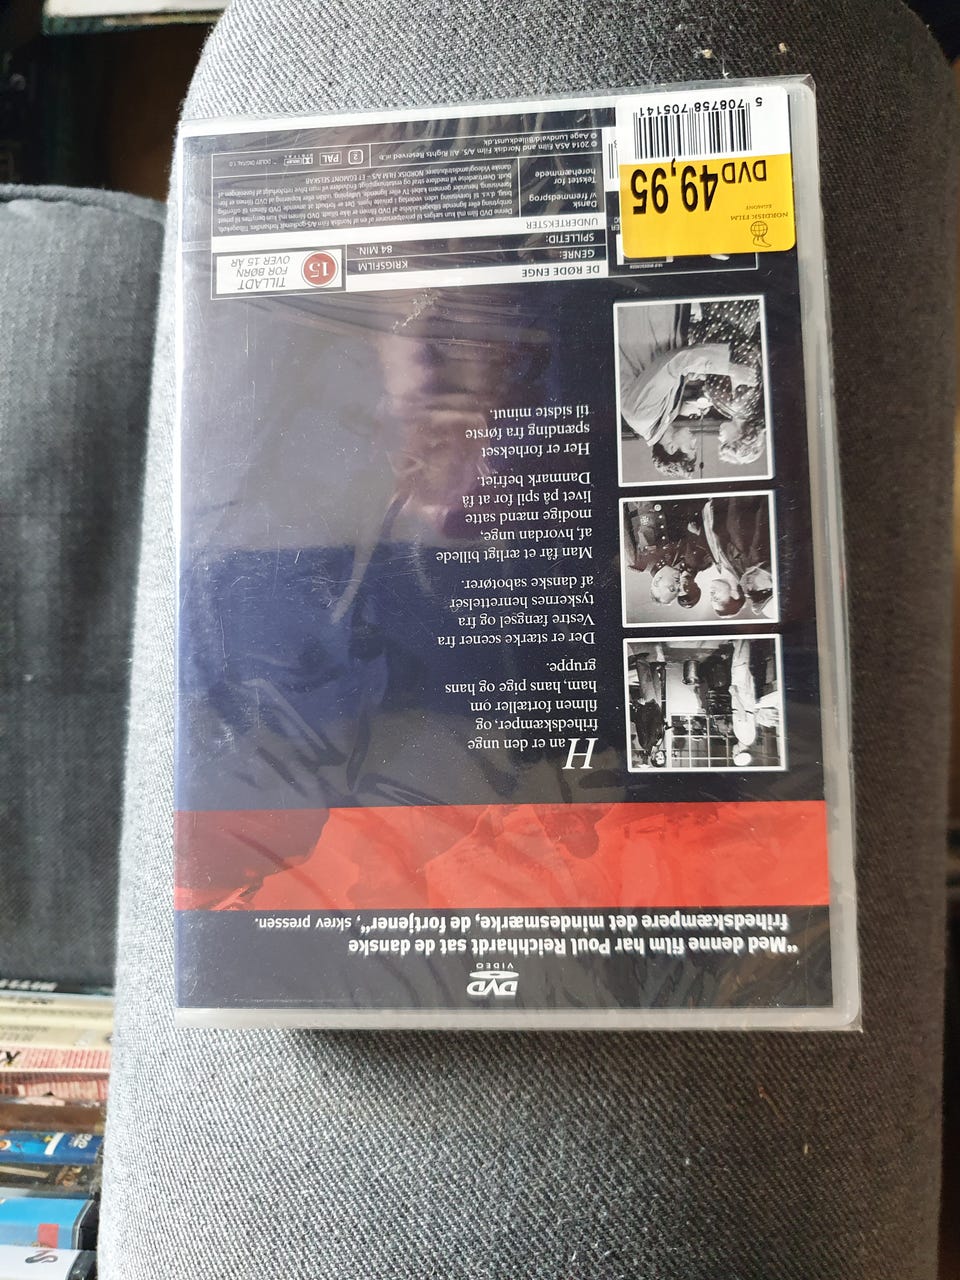 DVD
VIDEO
“Med denne film har Poul Reichhardt sat de danske
frihedskæmpere det mindesmærke, de fortjener“, skrev pressen.
Han er den unge
frihedskæmper, og
filmen fortæller om
ham, hans pige og hans
gruppe.
Der er stærke scener fra
Vestre fængsel og fra
tyskernes henrettelser
af danske sabotører.
Man får et ærligt billede
af, hvordan unge,
modige mænd satte
livet på spil for at få
Danmark befriet.
Her er forhekset
spænding fra første
til sidste minut.
DE RØDE ENGE
GENRE:
KRIGSFILM
SPILLETID:
84 MIN.
UNDERTEKSTER
Dansk
v/ fremmedsprog
Tekstet for
hørehæmmede
15
TILLADT
FOR BØRN
OVER 15 ÅR
© 2014 ASA Film and Nordisk Film A/S. All Rights Reserved.
© Aage Lundvald/Billedkunst.dk
2
PAL
NORDISK FILM
EGMONT
DVD 49,95
5 708758 705141